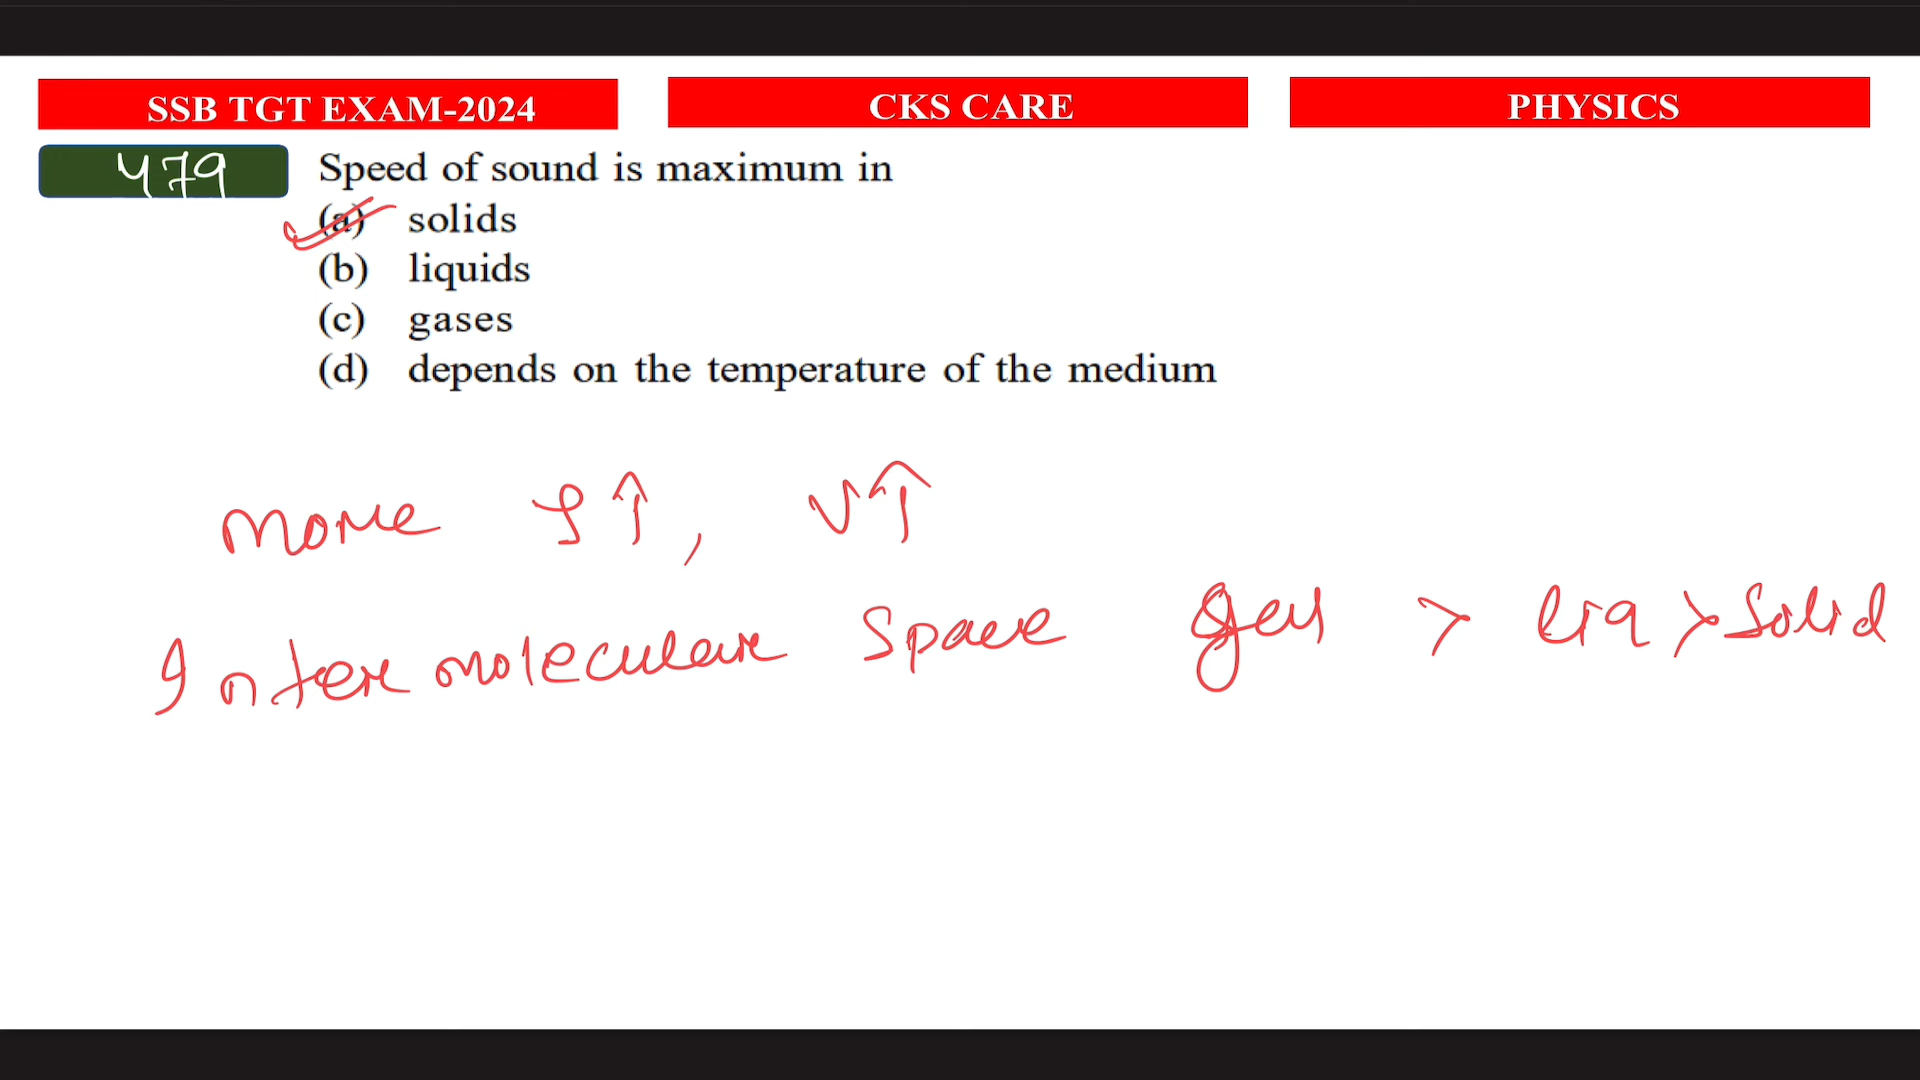 SSB TGT EXAM-2024 CKS CARE PHYSICS
479 Speed of sound is maximum in
(a) solids
(b) liquids
(c) gases
(d) depends on the temperature of the medium
more ρ↑, V↑
Intermolecular Space gas > liq > Solid